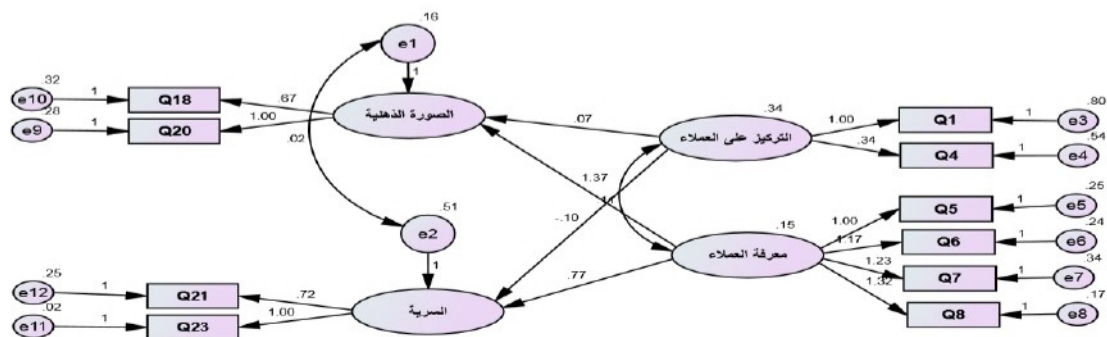 .16
e1
1
.32
e10
1
Q18
.67
.28
e9
1
Q20
1.00
الصورة الذهنية
.02
.07
.34
التركيز على العملاء
1.00
Q1
1
.80
e3
.34
Q4
1
.54
e4
1.37
-.10
.51
e2
1
.15
معرفة العملاء
1.00
Q5
1
.25
e5
1.17
Q6
1
.24
e6
1.23
Q7
1
.34
e7
1.32
Q8
1
.17
e8
.77
.25
e12
1
Q21
.72
.02
e11
1
Q23
1.00
السرية